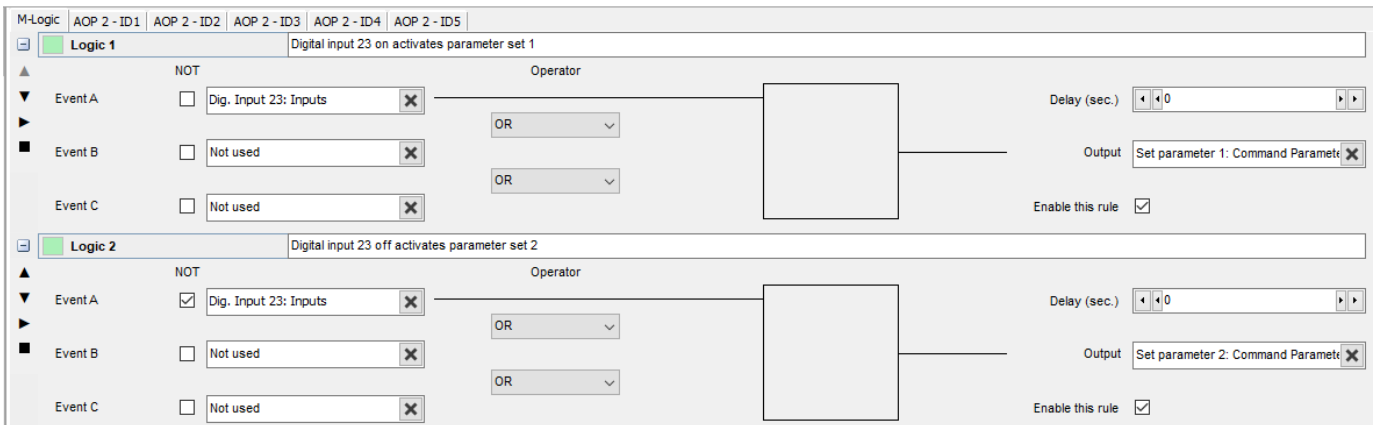 M-Logic AOP 2 - ID1 AOP 2 - ID2 AOP 2 - ID3 AOP 2 - ID4 AOP 2 - ID5
Logic 1 Digital input 23 on activates parameter set 1
NOT Operator
Event A Dig. Input 23: Inputs Delay (sec.) 0
OR
Event B Not used Output Set parameter 1: Command Paramete
OR
Event C Not used Enable this rule
Logic 2 Digital input 23 off activates parameter set 2
NOT Operator
Event A Dig. Input 23: Inputs Delay (sec.) 0
OR
Event B Not used Output Set parameter 2: Command Paramete
OR
Event C Not used Enable this rule